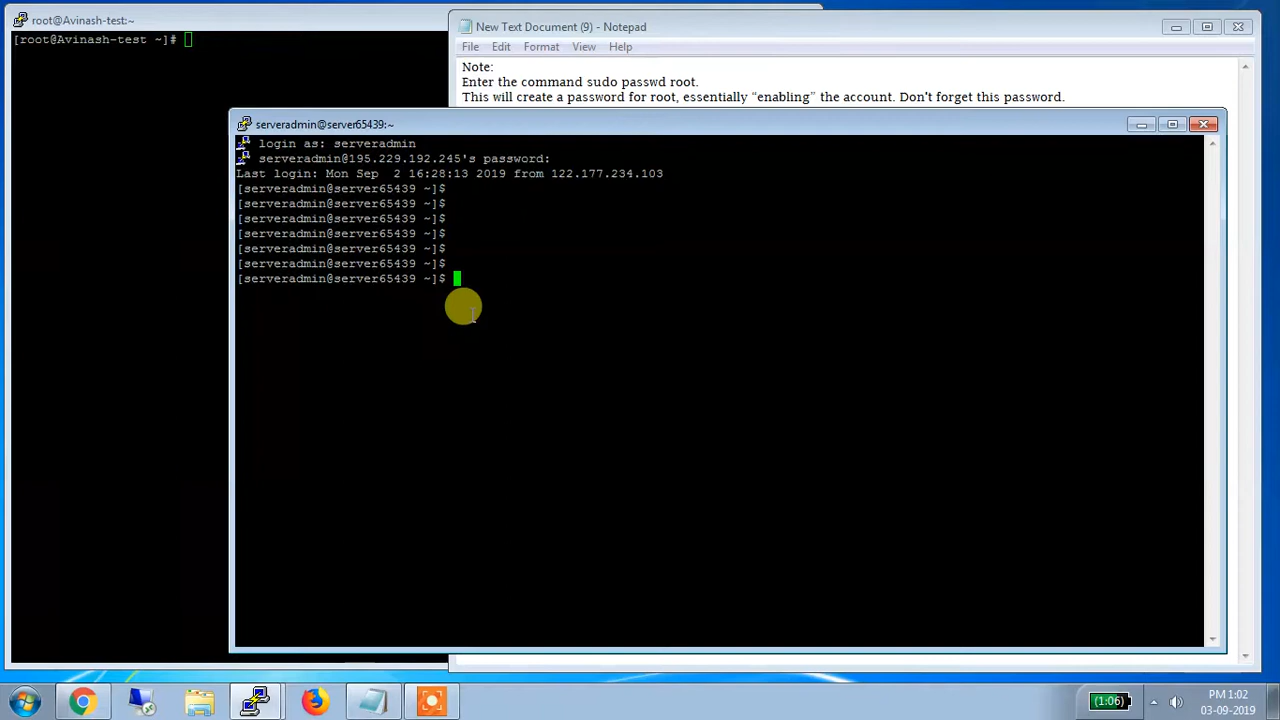 root@Avinash-test:~
[root@Avinash-test ~]#
New Text Document (9) - Notepad
File Edit Format View Help
Note:
Enter the command sudo passwd root.
This will create a password for root, essentially “enabling” the account. Don't forget this password.
serveradmin@server65439:~
login as: serveradmin
serveradmin@195.229.192.245's password:
Last login: Mon Sep  2 16:28:13 2019 from 122.177.234.103
[serveradmin@server65439 ~]$
[serveradmin@server65439 ~]$
[serveradmin@server65439 ~]$
[serveradmin@server65439 ~]$
[serveradmin@server65439 ~]$
[serveradmin@server65439 ~]$
[serveradmin@server65439 ~]$
(1:06)
PM 1:02
03-09-2019